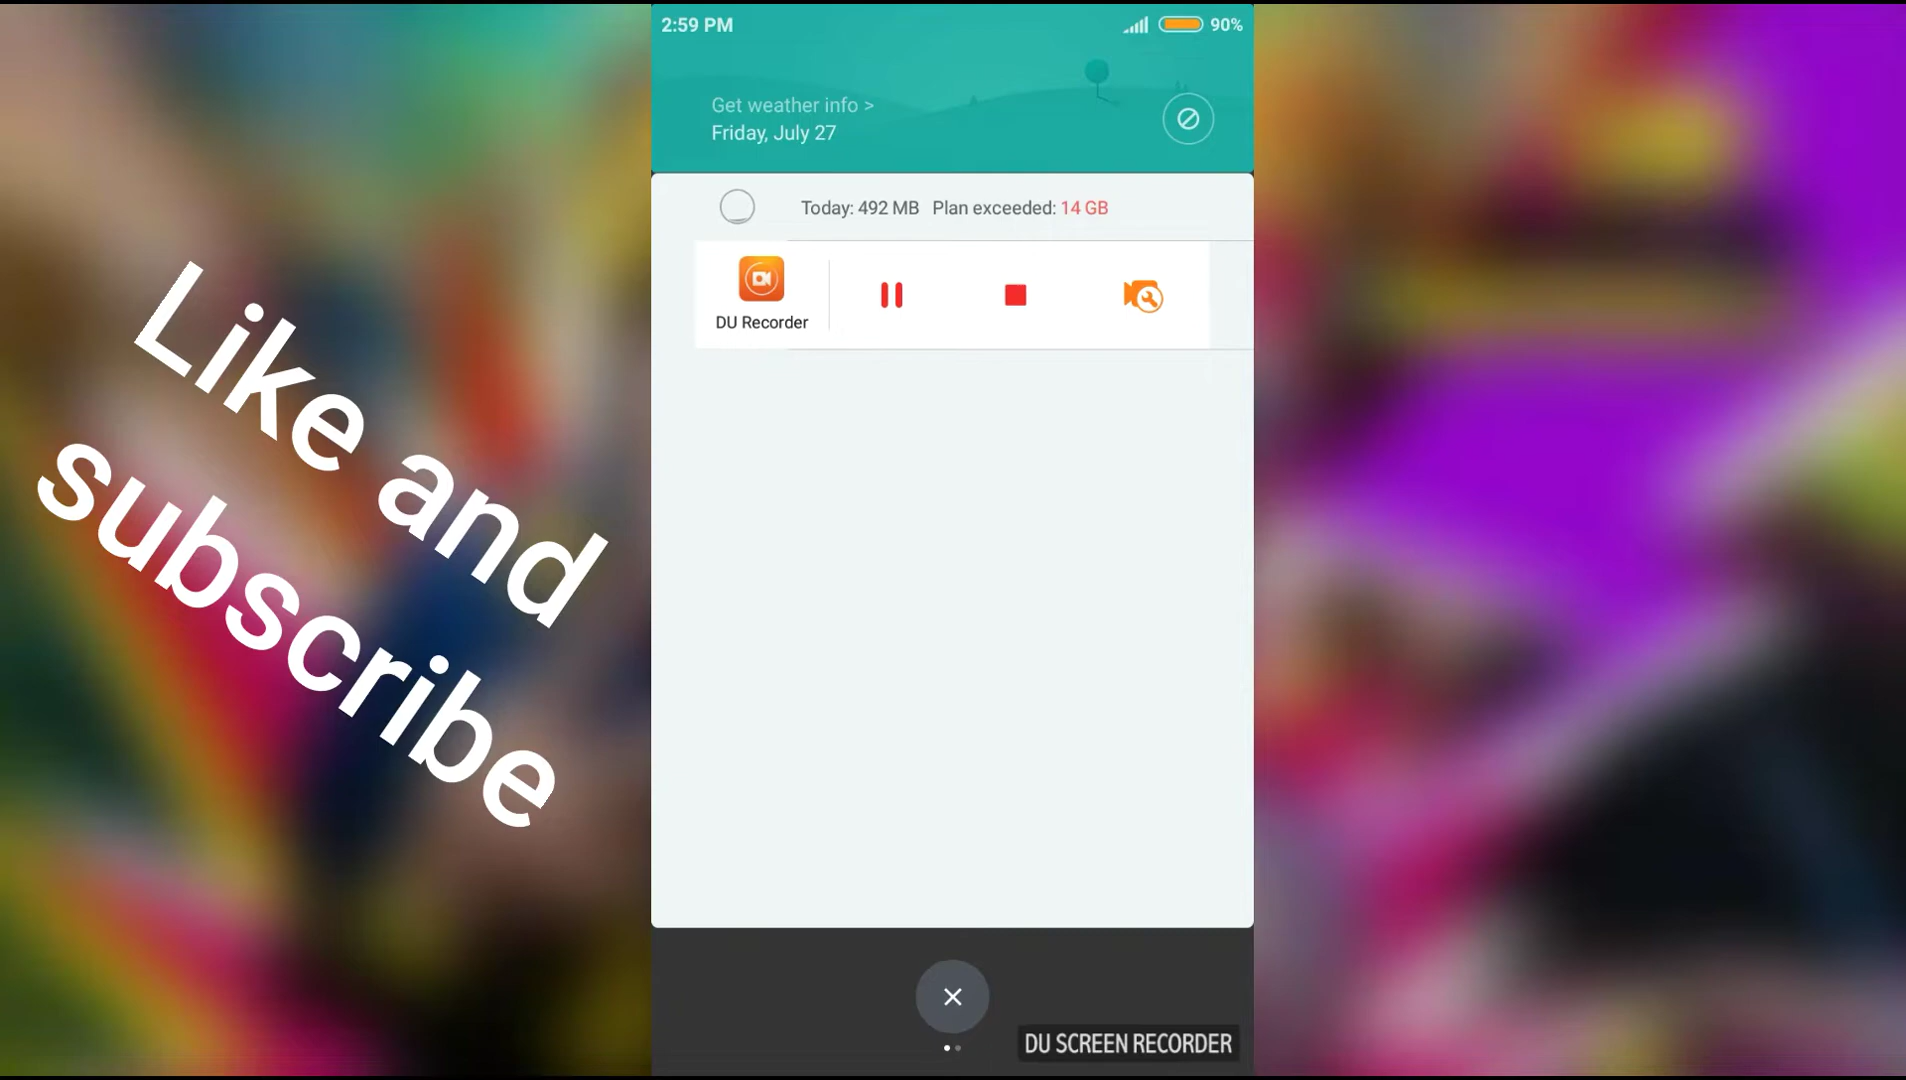 Like and
subscribe
2:59 PM
90%
Get weather info >
Friday, July 27
Today: 492 MB Plan exceeded: 14 GB
DU Recorder
DU SCREEN RECORDER